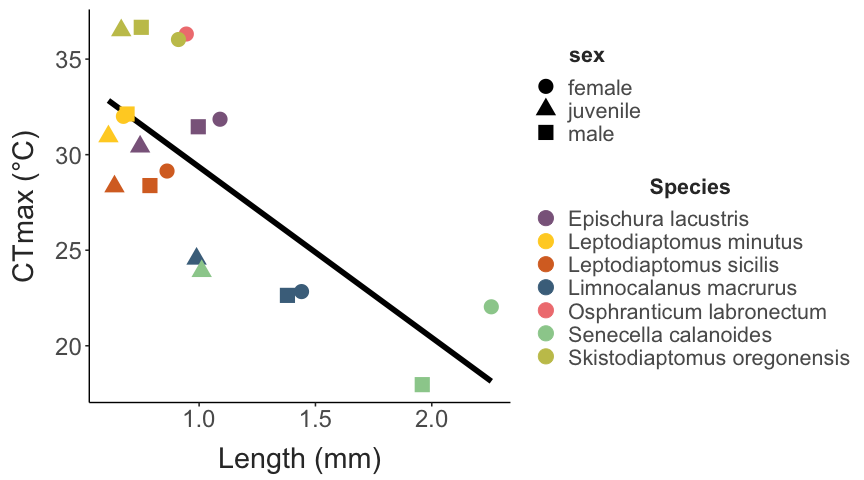 35
30
25
20
CTmax (°C)
1.0 1.5 2.0
Length (mm)
sex
female
juvenile
male
Species
Epischura lacustris
Leptodiaptomus minutus
Leptodiaptomus sicilis
Limnocalanus macrurus
Osphranticum labronectum
Senecella calanoides
Skistodiaptomus oregonensis